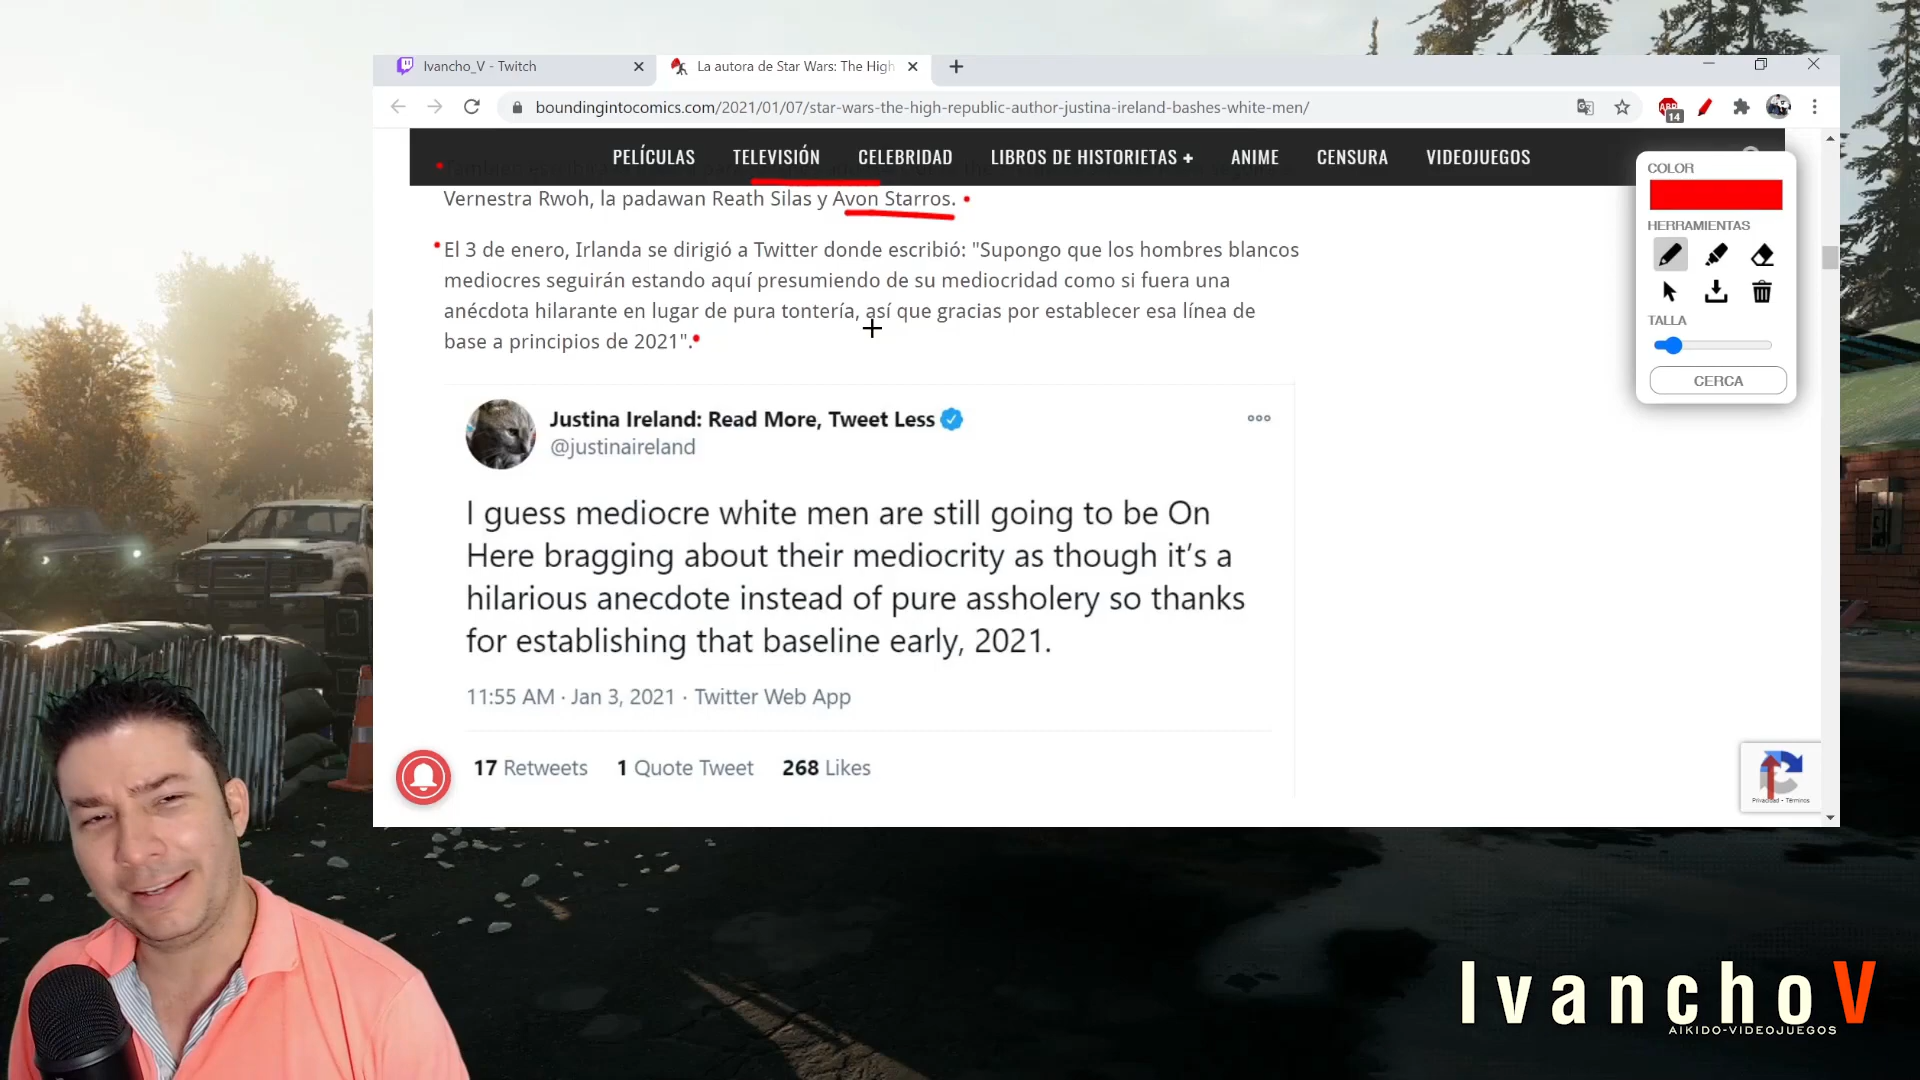 Ivancho_V - Twitch
La autora de Star Wars: The High
boundingintocomics.com/2021/01/07/star-wars-the-high-republic-author-justina-ireland-bashes-white-men/
ABP
14
PELÍCULAS TELEVISIÓN CELEBRIDAD LIBROS DE HISTORIETAS + ANIME CENSURA VIDEOJUEGOS
Vernestra Rwoh, la padawan Reath Silas y Avon Starros.
El 3 de enero, Irlanda se dirigió a Twitter donde escribió: "Supongo que los hombres blancos
mediocres seguirán estando aquí presumiendo de su mediocridad como si fuera una
anécdota hilarante en lugar de pura tontería, así que gracias por establecer esa línea de
base a principios de 2021".
Justina Ireland: Read More, Tweet Less
@justinaireland
I guess mediocre white men are still going to be On
Here bragging about their mediocrity as though it's a
hilarious anecdote instead of pure assholery so thanks
for establishing that baseline early, 2021.
11:55 AM · Jan 3, 2021 · Twitter Web App
17 Retweets 1 Quote Tweet 268 Likes
COLOR
HERRAMIENTAS
TALLA
CERCA
Privacidad • Términos
IvanchoV
AIKIDO-VIDEOJUEGOS